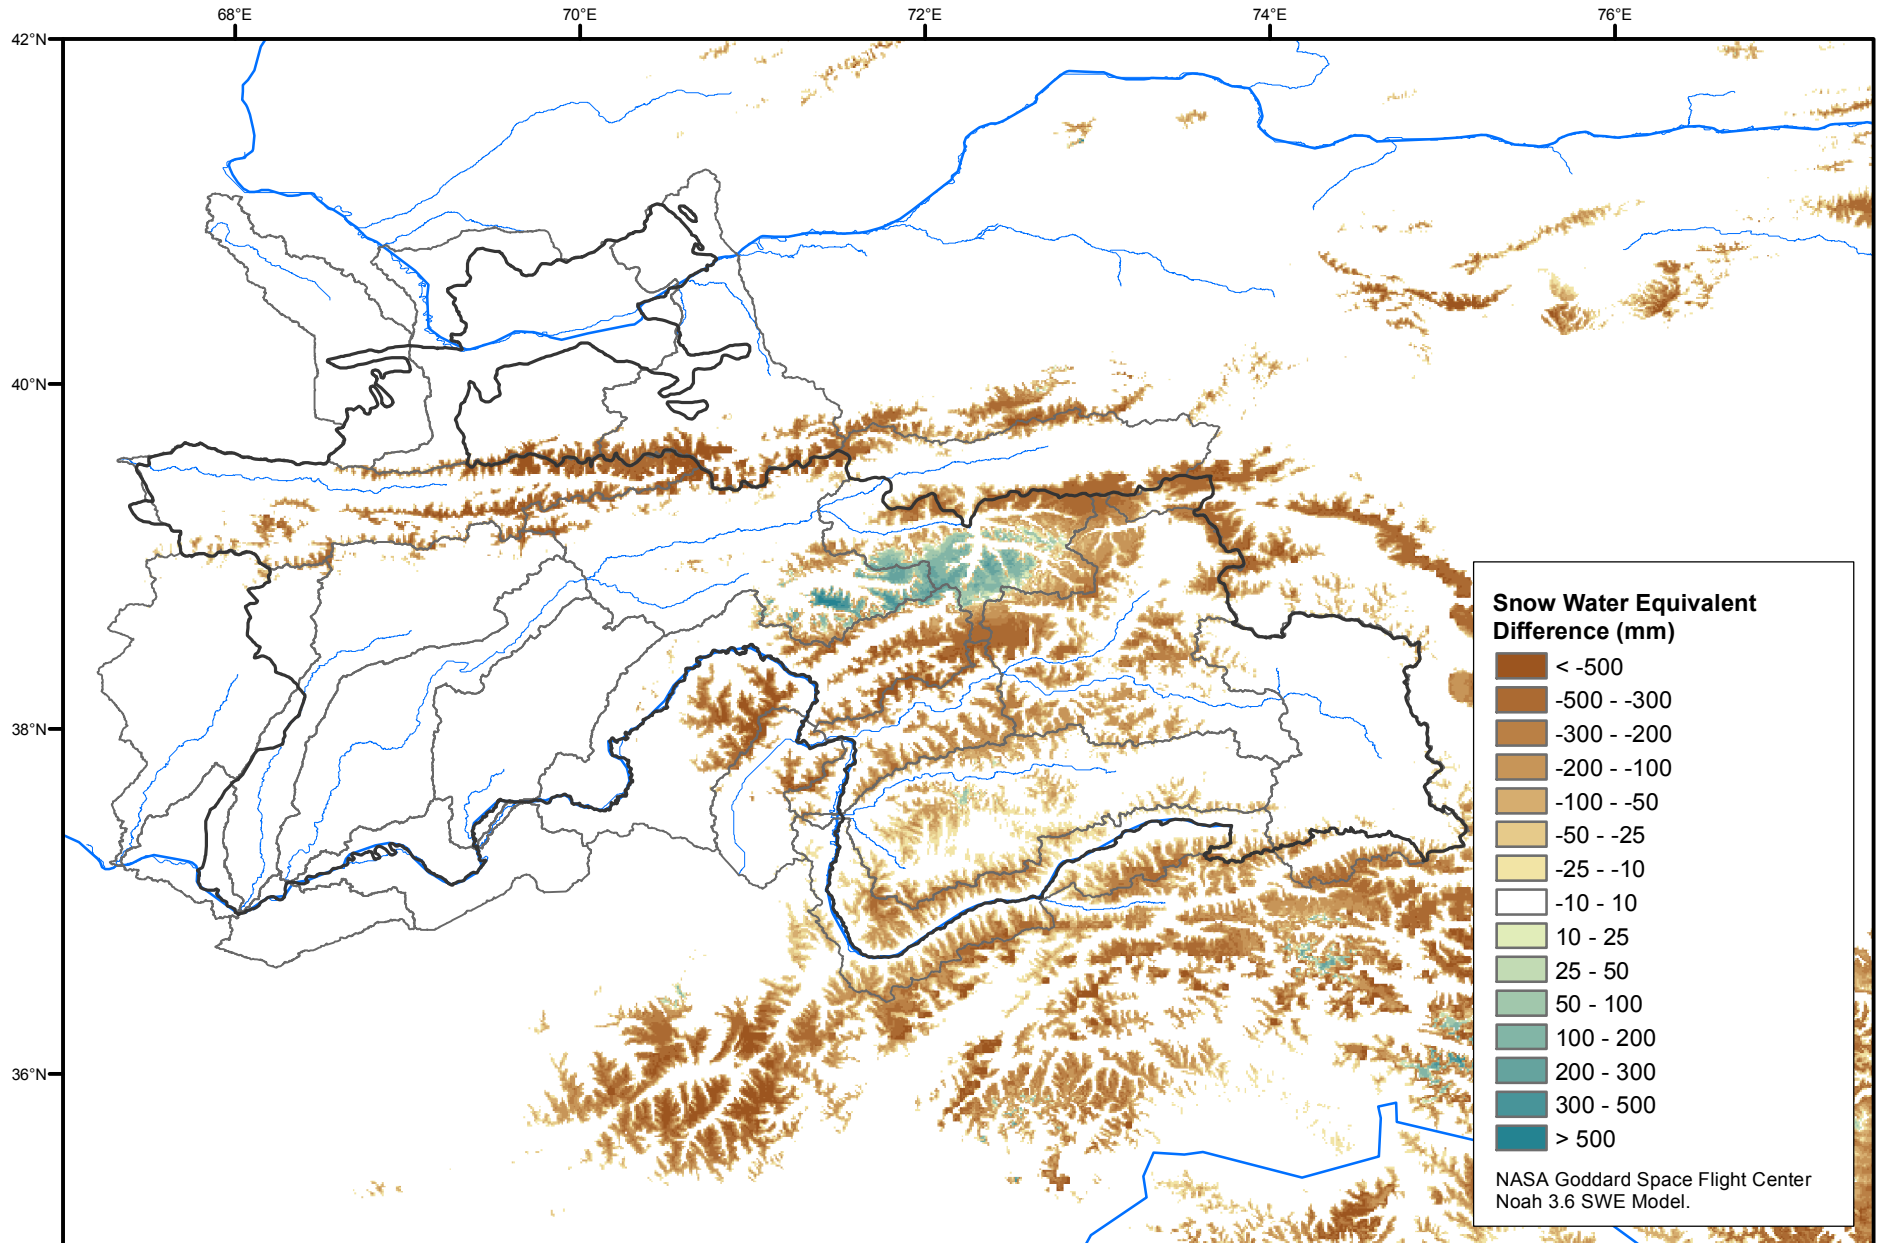 68°E
70°E
72°E
74°E
76°E
42°N
40°N
38°N
36°N
Snow Water Equivalent
Difference (mm)
< -500
-500 - -300
-300 - -200
-200 - -100
-100 - -50
-50 - -25
-25 - -10
-10 - 10
10 - 25
25 - 50
50 - 100
100 - 200
200 - 300
300 - 500
> 500
NASA Goddard Space Flight Center
Noah 3.6 SWE Model.